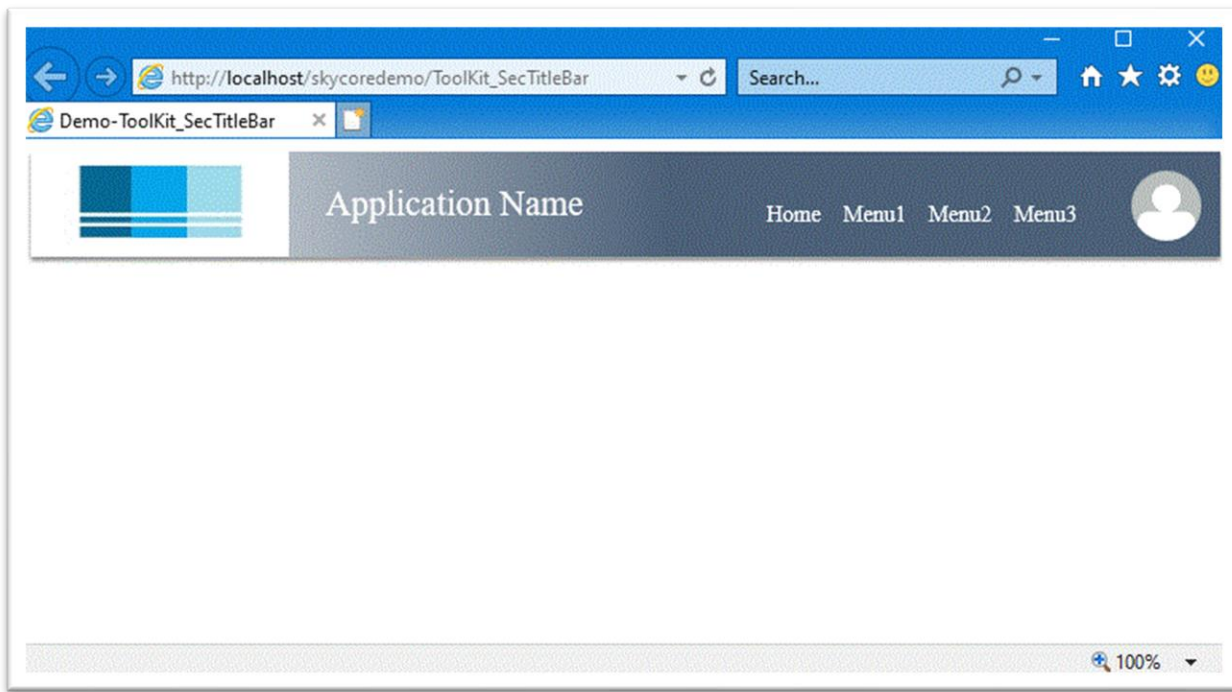 http://localhost/skycoredemo/ToolKit_SecTitleBar
Search...
Demo-ToolKit_SecTitleBar
Application Name
Home Menu1 Menu2 Menu3
100%